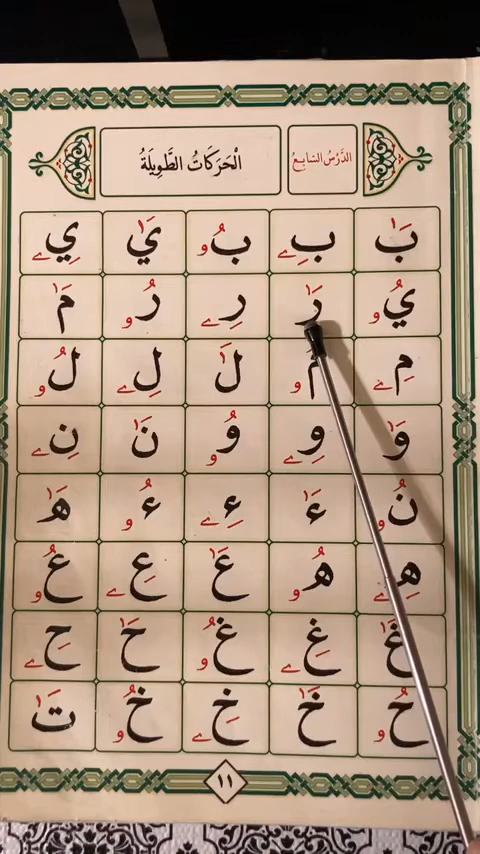 الدَّرْسُ السَّابِعُ
الْحَرَكَاتُ الطَّوِيلَةُ
بَٰ بِے بُو يَٰ يِے
يُو رَٰ رِے رُو مَٰ
مِے مُو لَٰ لِے لُو
وَٰ وِے وُو نَٰ نِے
نُو ءَٰ ءِے ءُو هَٰ
هِے هُو عَٰ عِے عُو
غَٰ غِے غُو حَٰ حِے
حُو خَٰ خِے خُو تَٰ
١١